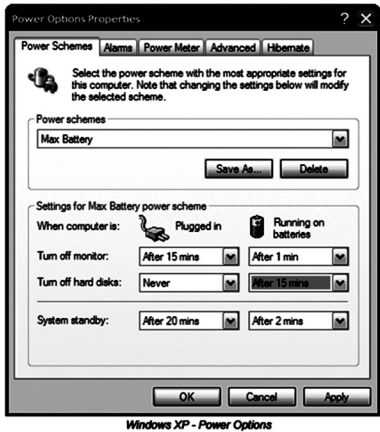 Power Options Properties
Power Schemes Alarms Power Meter Advanced Hibernate
Select the power scheme with the most appropriate settings for
this computer. Note that changing the settings below will modify
the selected scheme.
Power schemes
Max Battery
Save As... Delete
Settings for Max Battery power scheme
When computer is: Plugged in Running on
batteries
Turn off monitor: After 15 mins After 1 min
Turn off hard disks: Never After 15 mins
System standby: After 20 mins After 2 mins
OK Cancel Apply
Windows XP - Power Options